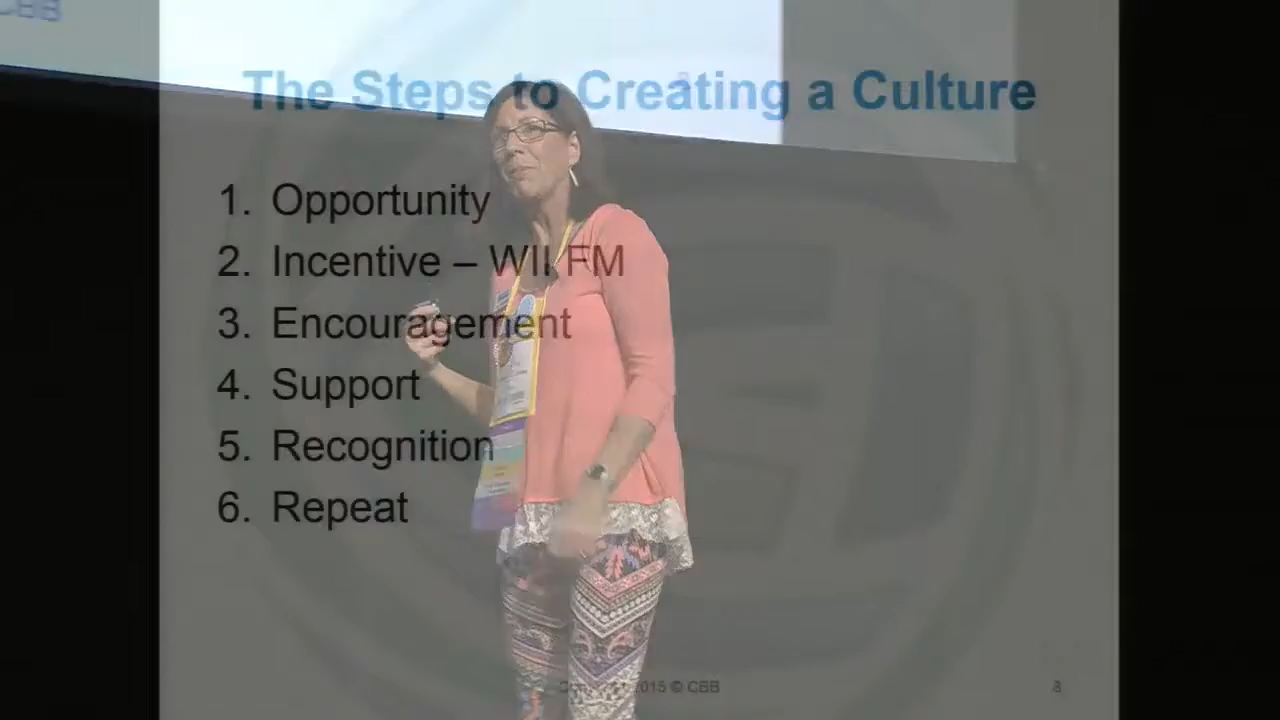 CBB
The Steps to Creating a Culture
1. Opportunity
2. Incentive – WII FM
3. Encouragement
4. Support
5. Recognition
6. Repeat
2015 © CBB
8